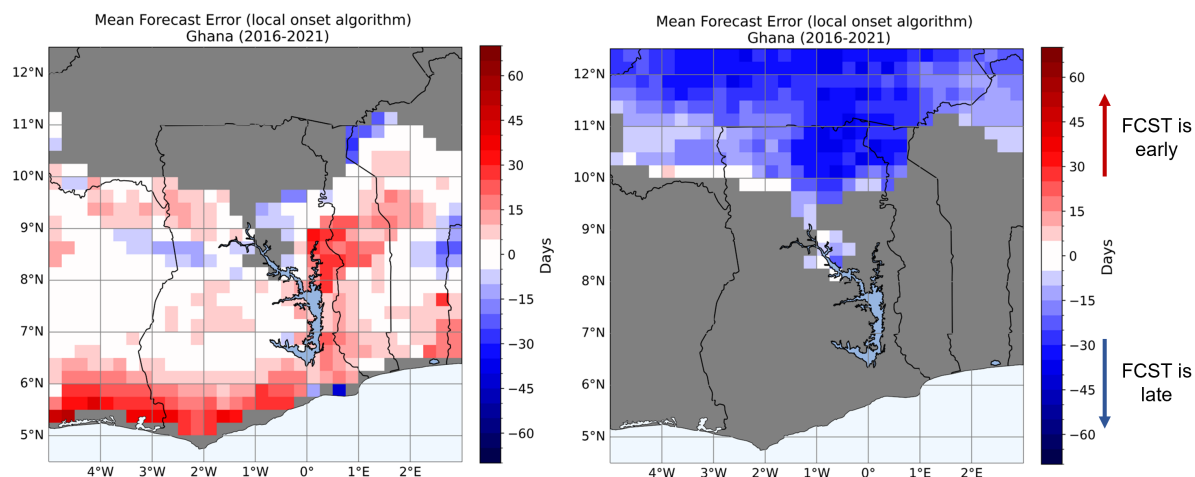 Mean Forecast Error (local onset algorithm)
Ghana (2016-2021)
12°N
11°N
10°N
9°N
8°N
7°N
6°N
5°N
4°W
3°W
2°W
1°W
0°
1°E
2°E
60
45
30
15
0
−15
−30
−45
−60
Days
Mean Forecast Error (local onset algorithm)
Ghana (2016-2021)
12°N
11°N
10°N
9°N
8°N
7°N
6°N
5°N
4°W
3°W
2°W
1°W
0°
1°E
2°E
60
45
30
15
0
−15
−30
−45
−60
Days
FCST is
early
FCST is
late